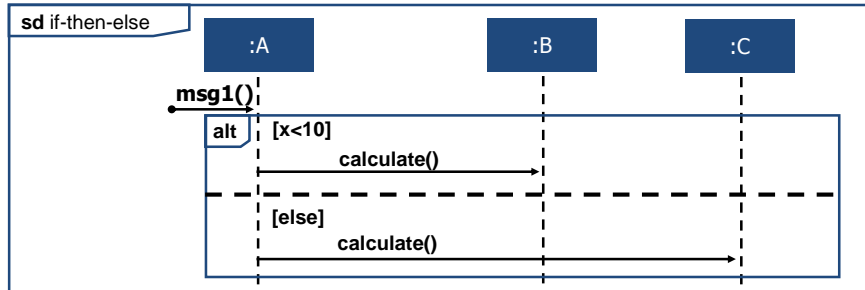 sd if-then-else
:A
:B
:C
msg1()
alt
[x<10]
calculate()
[else]
calculate()